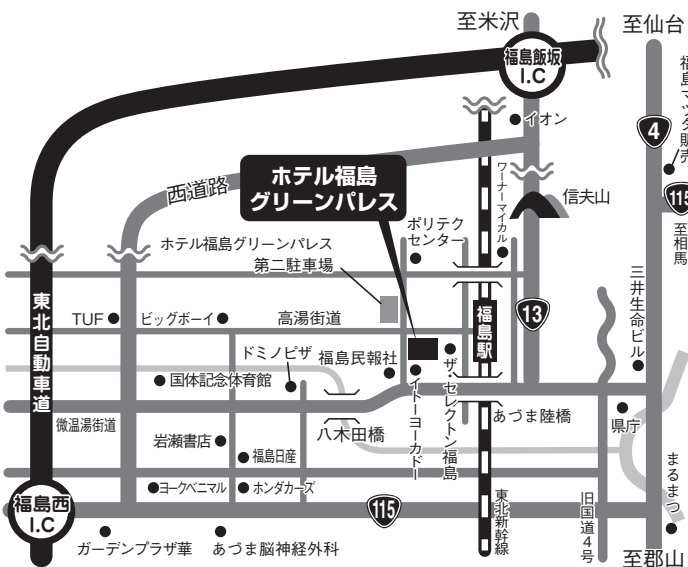 至米沢
至仙台
福島飯坂
I.C
福島マツダ販売
イオン
4
ワーナーマイカル
西道路
ホテル福島
グリーンパレス
信夫山
115
至相馬
ポリテク
センター
ホテル福島グリーンパレス
第二駐車場
東北自動車道
TUF
ビッグボーイ
高湯街道
福島駅
13
三井生命ビル
ドミノピザ
福島民報社
国体記念体育館
イトーヨーカドー
ザ・セレクトン福島
あづま陸橋
県庁
微温湯街道
八木田橋
岩瀬書店
福島日産
まるまつ
ヨークベニマル
ホンダカーズ
福島西
I.C
115
東北新幹線
旧国道4号
ガーデンプラザ華
あづま脳神経外科
至郡山